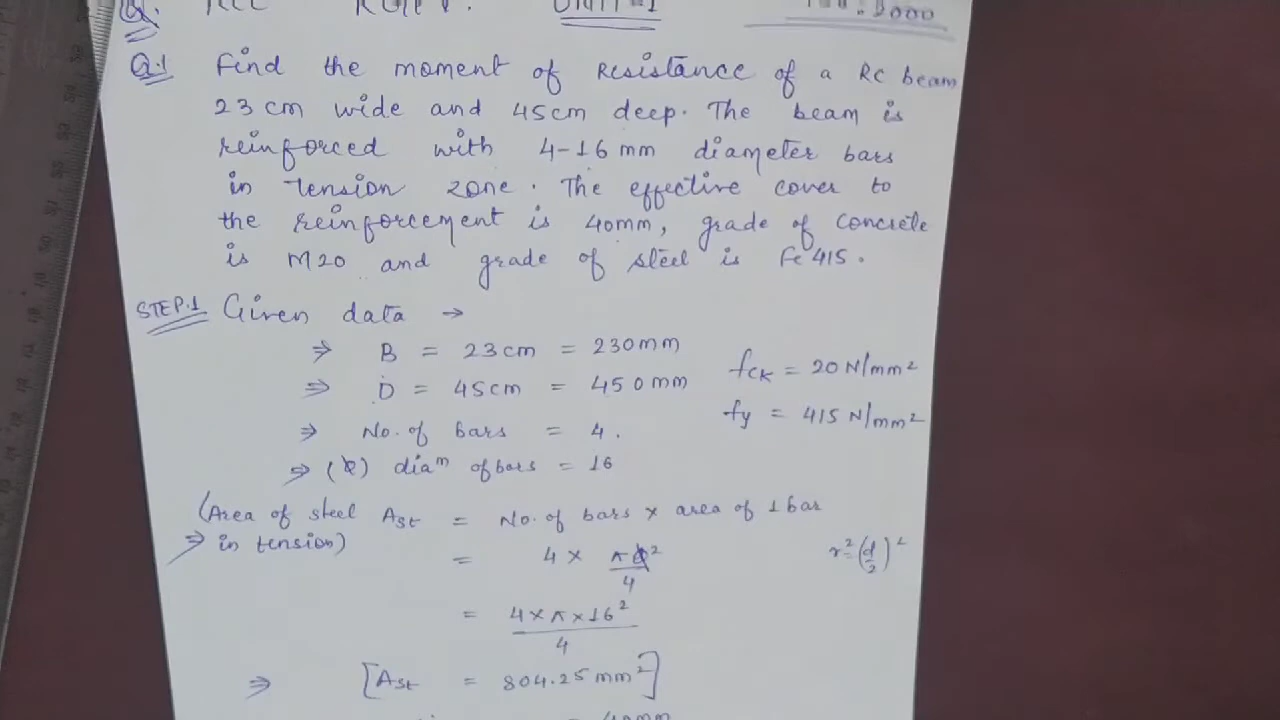 Q.1 Find the moment of Resistance of a RC beam
23 cm wide and 45cm deep. The beam is
reinforced with 4-16 mm diameter bars
in tension zone. The effective cover to
the reinforcement is 40mm, grade of concrete
is M20 and grade of steel is Fe 415.
STEP.1 Given data →
⇒ B = 23cm = 230mm
fck = 20 N/mm²
⇒ D = 45cm = 450mm
fy = 415 N/mm²
⇒ No. of bars = 4.
⇒ (φ) diaᵐ of bars = 16
(Area of steel Ast = No. of bars × area of 1 bar
⇒ in tension)
= 4 × πφ²/4
r²=(d/2)²
= 4×π×16²/4
⇒ [Ast = 804.25 mm²]
= 40mm